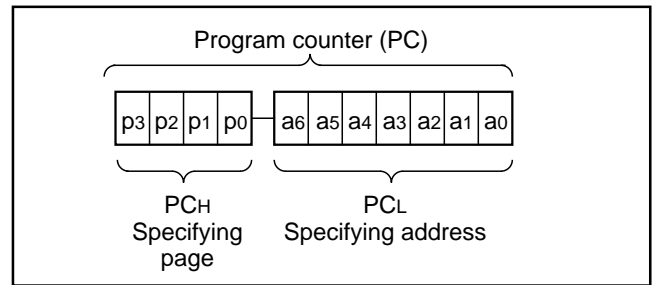 Program counter (PC)
p3 p2 p1 p0 a6 a5 a4 a3 a2 a1 a0
PCH PCL
Specifying Specifying address
page